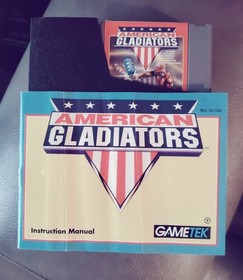 AMERICAN
GLADIATORS
AMERICAN
GLADIATORS
Instruction Manual
GAMETEK